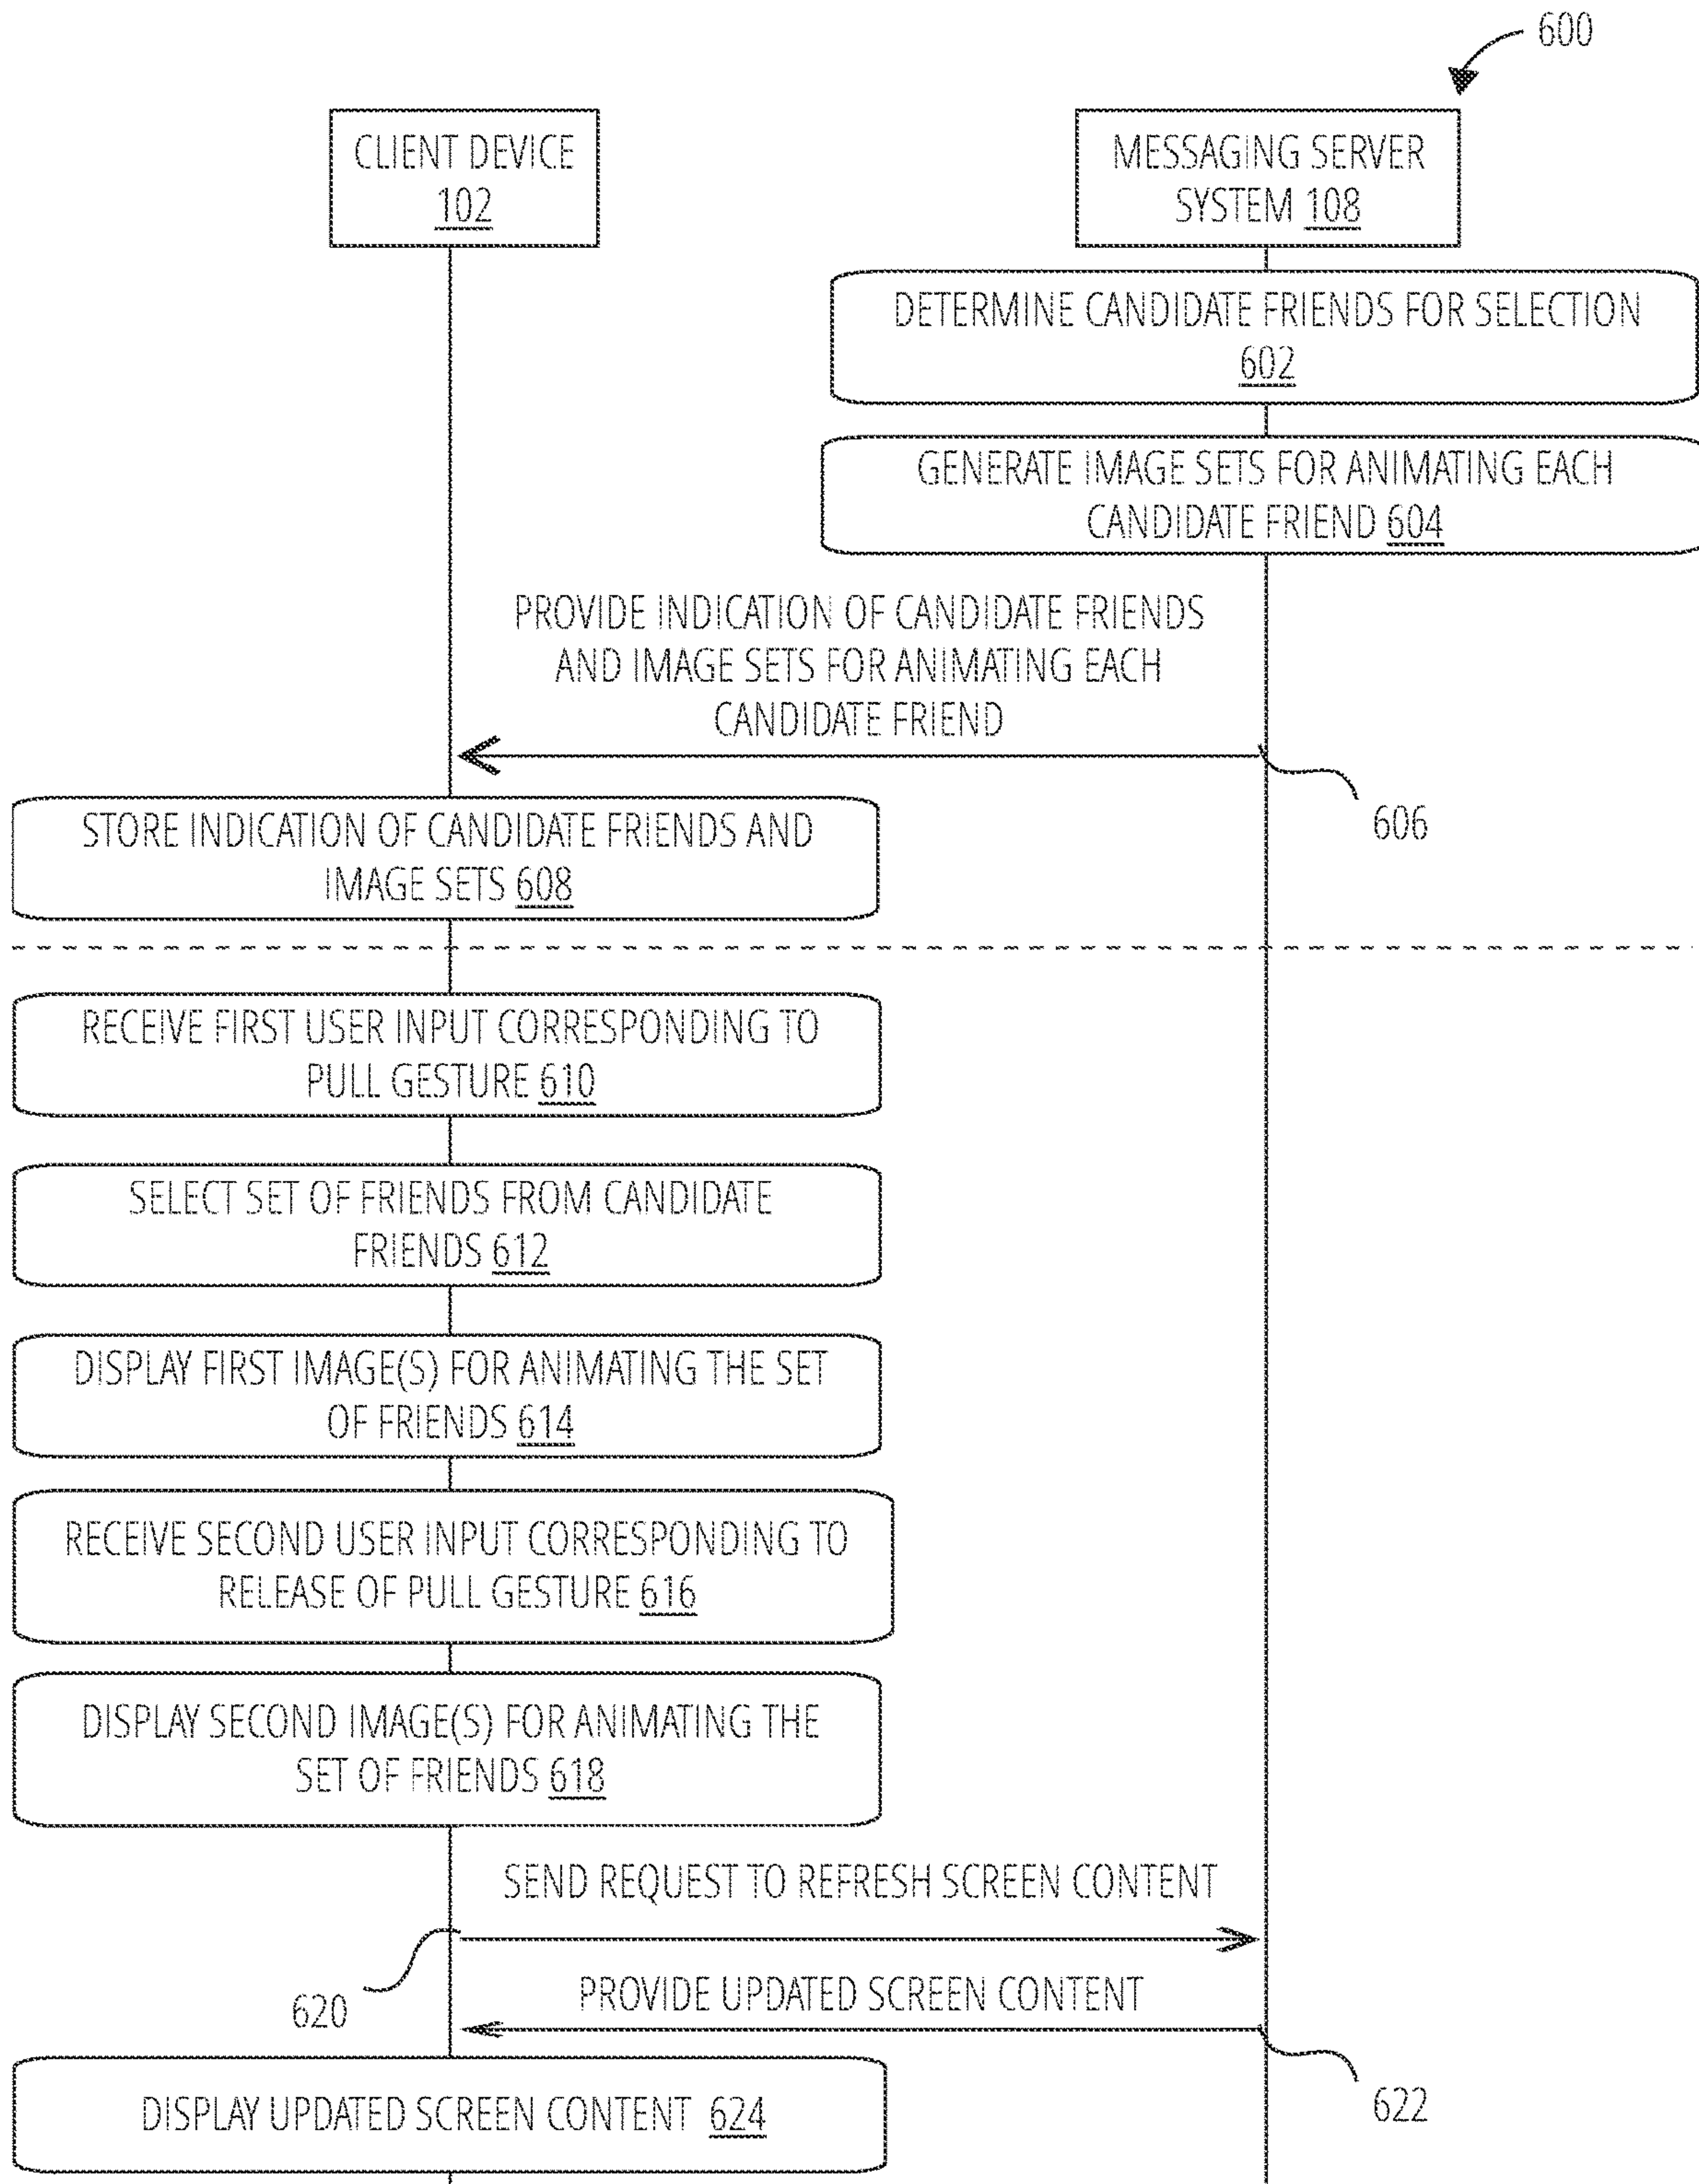 600
CLIENT DEVICE
102
MESSAGING SERVER
SYSTEM 108
DETERMINE CANDIDATE FRIENDS FOR SELECTION
602
GENERATE IMAGE SETS FOR ANIMATING EACH
CANDIDATE FRIEND 604
PROVIDE INDICATION OF CANDIDATE FRIENDS
AND IMAGE SETS FOR ANIMATING EACH
CANDIDATE FRIEND
606
STORE INDICATION OF CANDIDATE FRIENDS AND
IMAGE SETS 608
RECEIVE FIRST USER INPUT CORRESPONDING TO
PULL GESTURE 610
SELECT SET OF FRIENDS FROM CANDIDATE
FRIENDS 612
DISPLAY FIRST IMAGE(S) FOR ANIMATING THE SET
OF FRIENDS 614
RECEIVE SECOND USER INPUT CORRESPONDING TO
RELEASE OF PULL GESTURE 616
DISPLAY SECOND IMAGE(S) FOR ANIMATING THE
SET OF FRIENDS 618
SEND REQUEST TO REFRESH SCREEN CONTENT
620
PROVIDE UPDATED SCREEN CONTENT
622
DISPLAY UPDATED SCREEN CONTENT 624